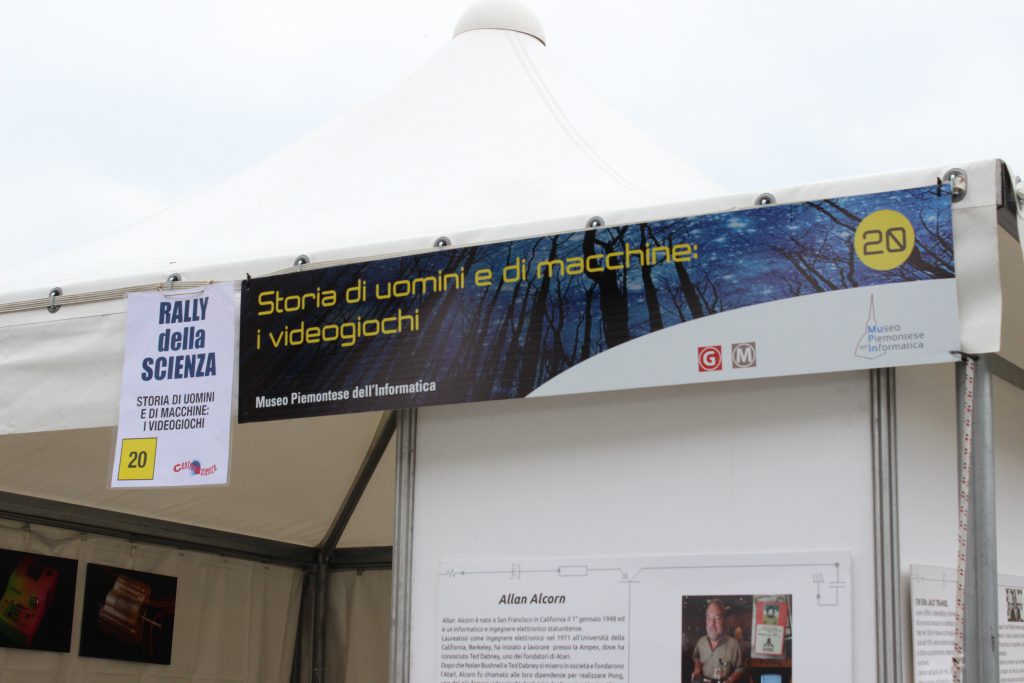 RALLY
della
SCIENZA
STORIA DI UOMINI
E DI MACCHINE:
I VIDEOGIOCHI
20
Storia di uomini e di macchine:
i videogiochi
20
Museo Piemontese dell'Informatica
G M
Museo
Piemontese
dell'Informatica
Allan Alcorn
Allan Alcorn è nato a San Francisco in California il 1° gennaio 1948 ed
è un informatico e ingegnere elettronico statunitense.
Laureatosi come ingegnere elettronico nel 1971 all'Università della
California, Berkeley, ha iniziato a lavorare presso la Ampex, dove ha
conosciuto Ted Dabney, uno dei fondatori di Atari.
Dopo che Nolan Bushnell e Ted Dabney si misero in società e fondarono
l'Atari, Alcorn fu chiamato alle loro dipendenze per realizzare Pong,